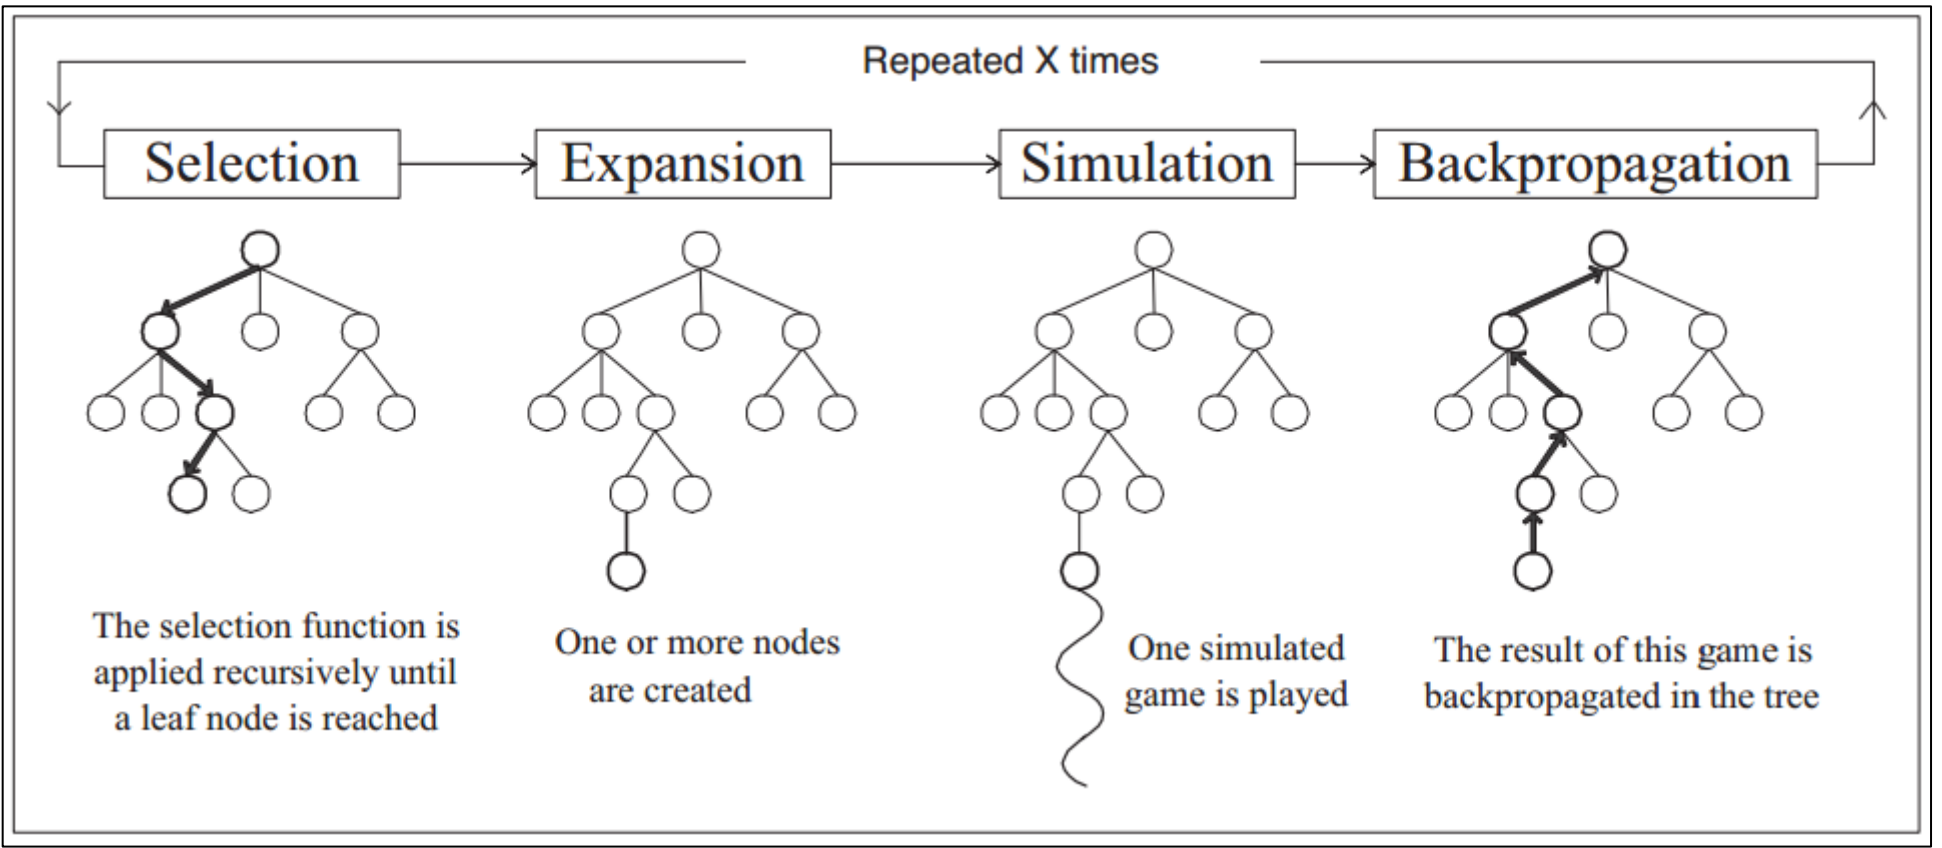 Repeated X times
Selection
Expansion
Simulation
Backpropagation
The selection function is
applied recursively until
a leaf node is reached
One or more nodes
are created
One simulated
game is played
The result of this game is
backpropagated in the tree